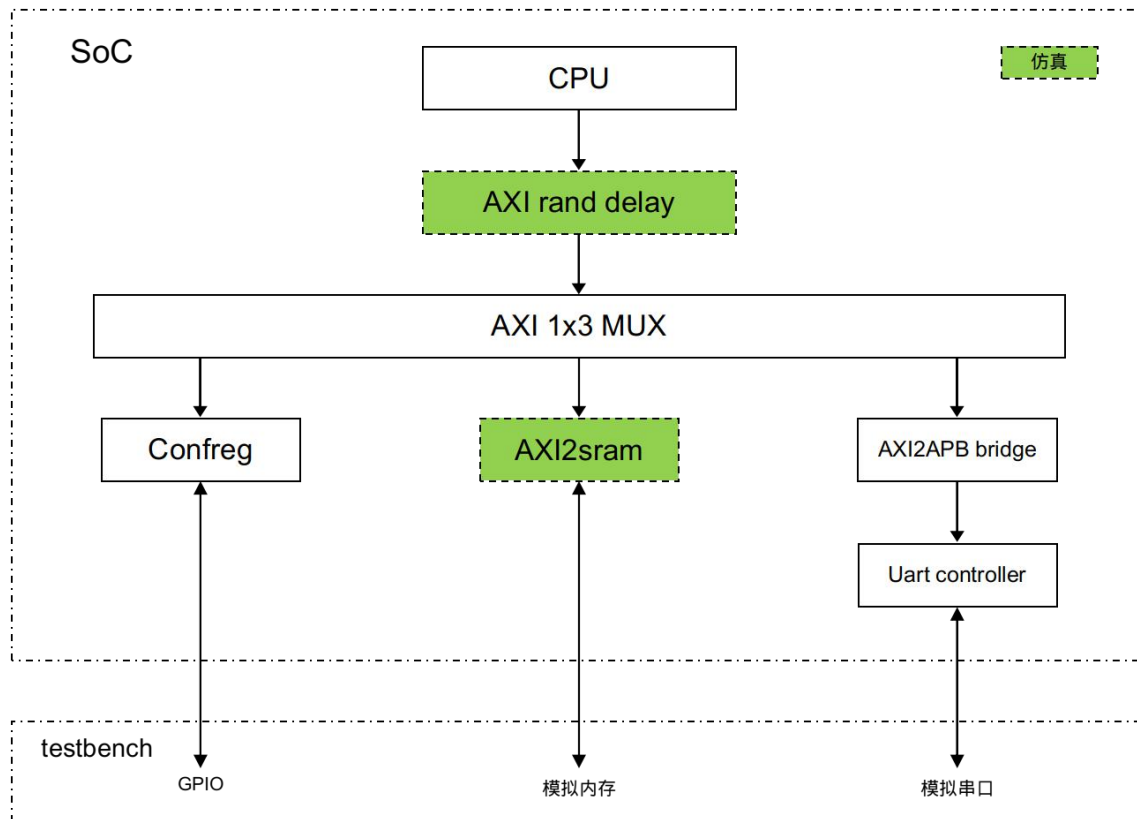 SoC
仿真
CPU
AXI rand delay
AXI 1x3 MUX
Confreg
AXI2sram
AXI2APB bridge
Uart controller
testbench
GPIO
模拟内存
模拟串口